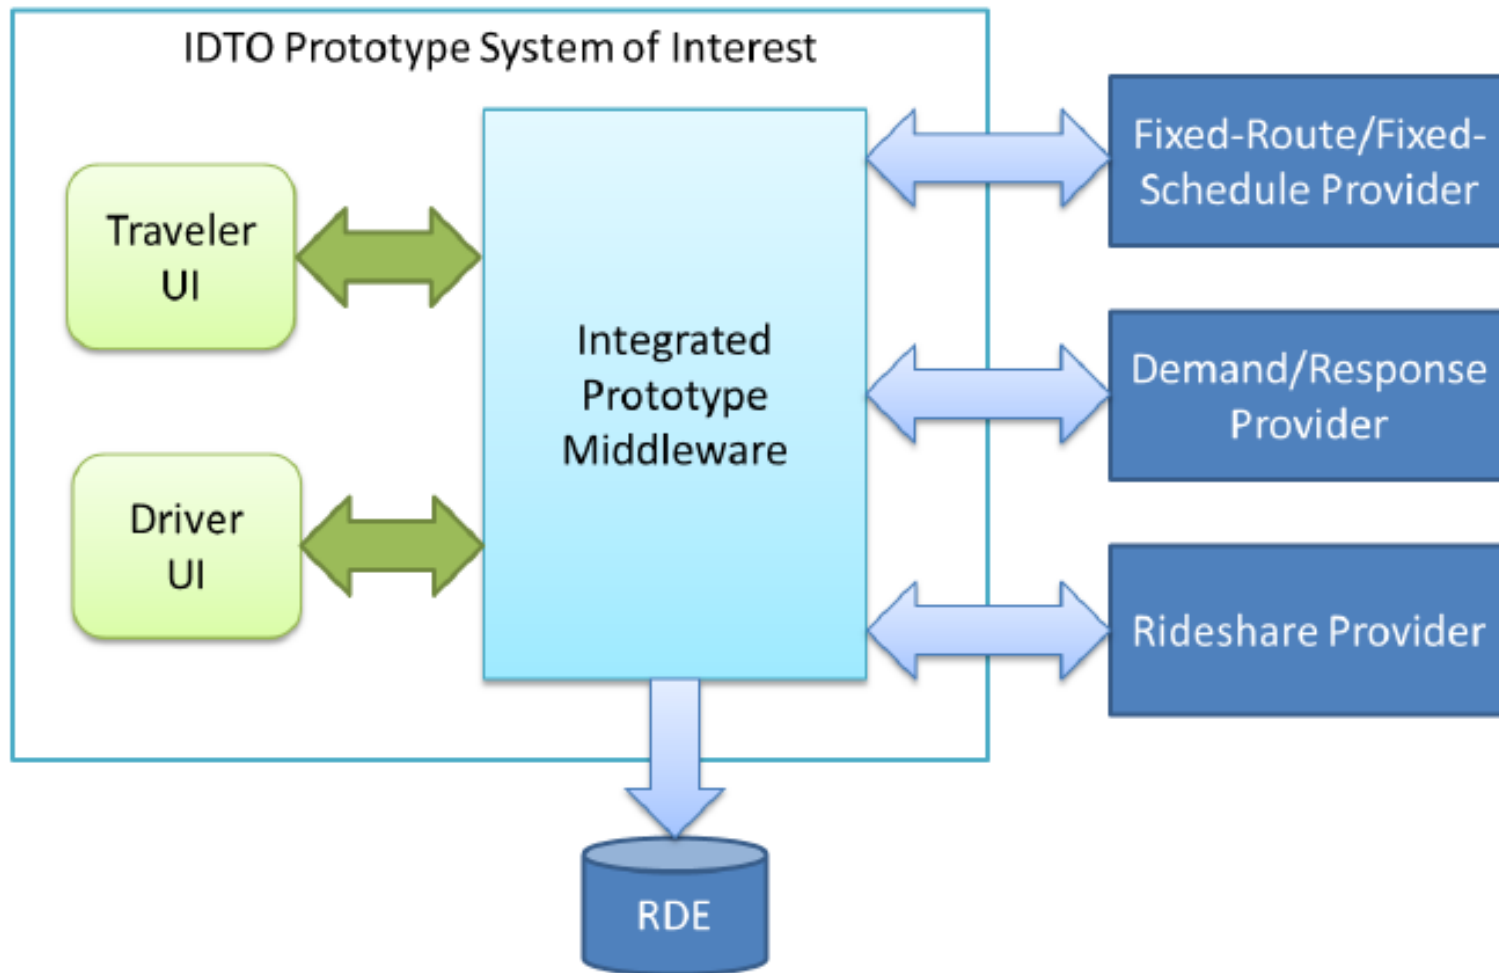 IDTO Prototype System of Interest
Traveler
UI
Driver
UI
Integrated
Prototype
Middleware
Fixed-Route/Fixed-
Schedule Provider
Demand/Response
Provider
Rideshare Provider
RDE